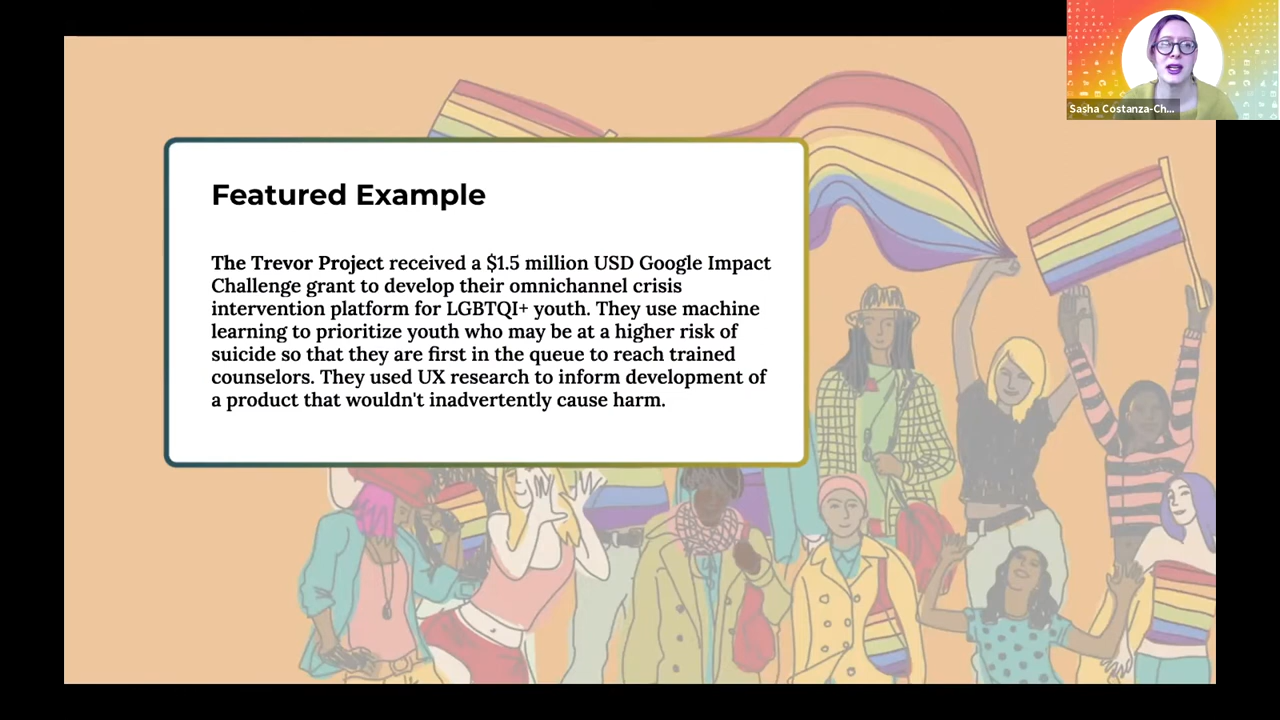 Sasha Costanza-Ch...
Featured Example
The Trevor Project received a $1.5 million USD Google Impact
Challenge grant to develop their omnichannel crisis
intervention platform for LGBTQI+ youth. They use machine
learning to prioritize youth who may be at a higher risk of
suicide so that they are first in the queue to reach trained
counselors. They used UX research to inform development of
a product that wouldn't inadvertently cause harm.